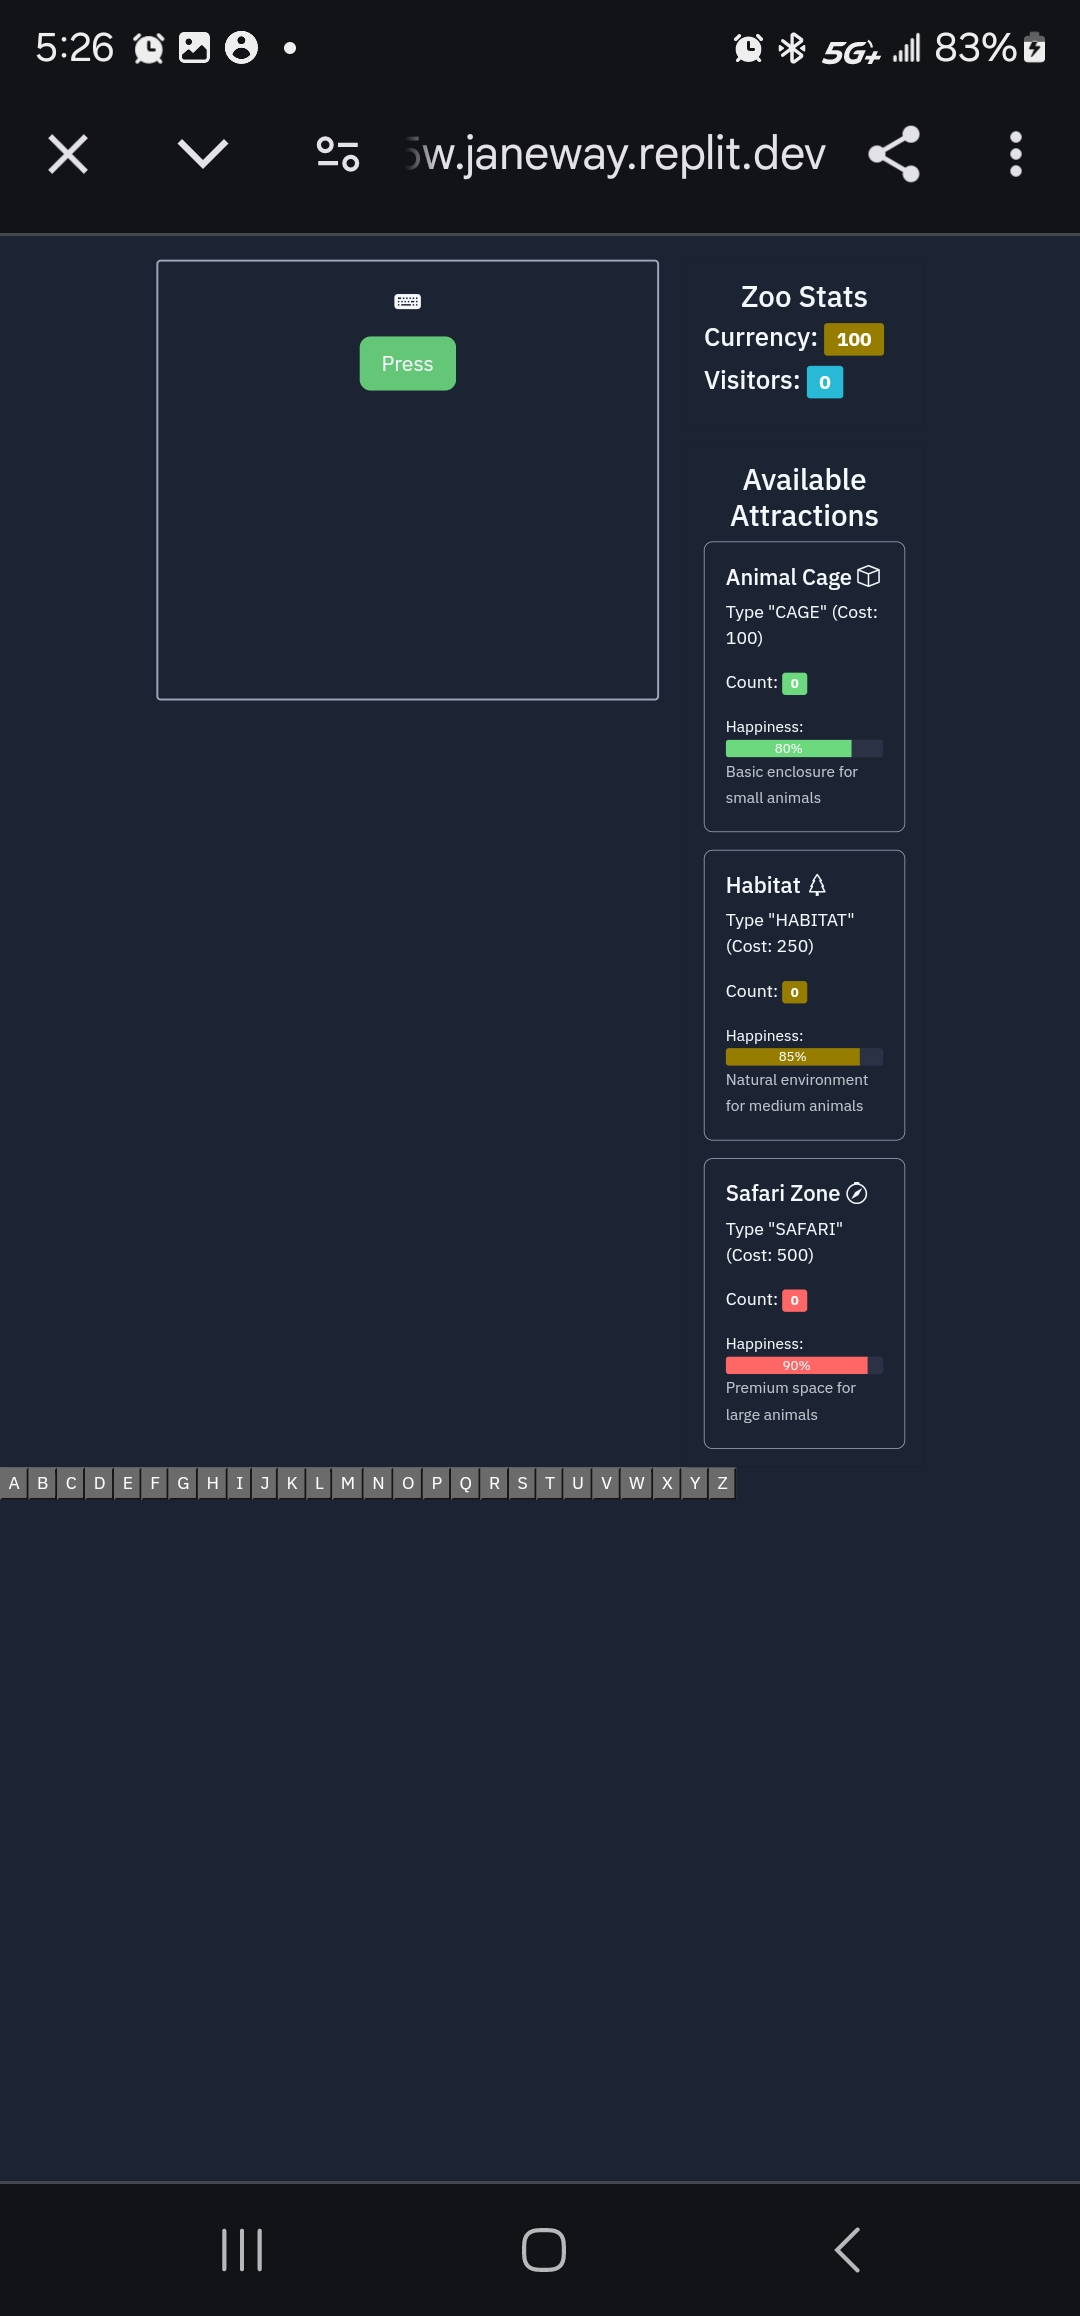 5:26
5G+ 83%
5w.janeway.replit.dev
Press
Zoo Stats
Currency: 100
Visitors: 0
Available
Attractions
Animal Cage
Type "CAGE" (Cost:
100)
Count: 0
Happiness:
80%
Basic enclosure for
small animals
Habitat
Type "HABITAT"
(Cost: 250)
Count: 0
Happiness:
85%
Natural environment
for medium animals
Safari Zone
Type "SAFARI"
(Cost: 500)
Count: 0
Happiness:
90%
Premium space for
large animals
A B C D E F G H I J K L M N O P Q R S T U V W X Y Z